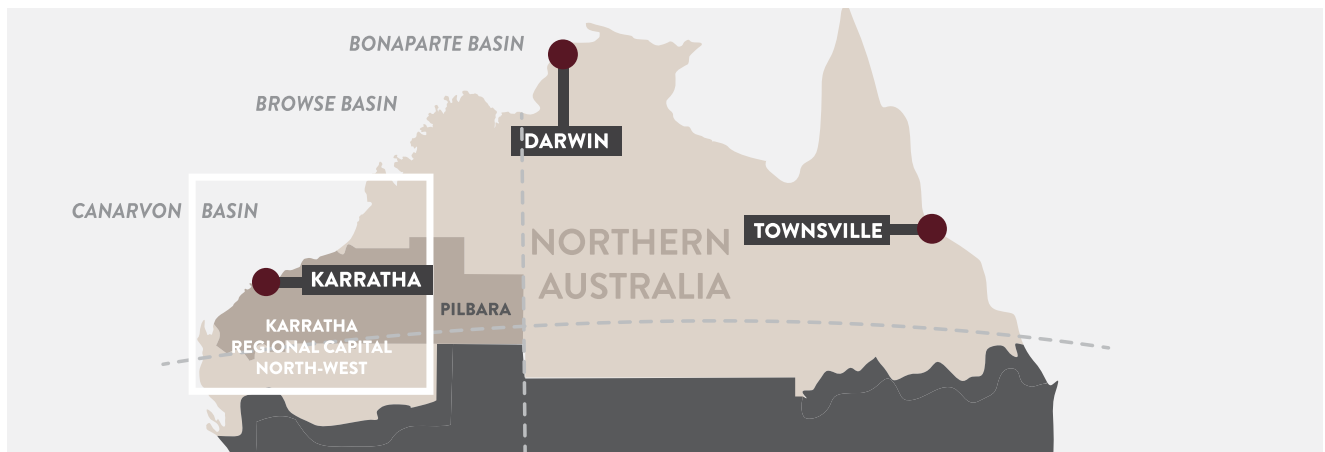 BONAPARTE BASIN
BROWSE BASIN
DARWIN
CANARVON BASIN
TOWNSVILLE
NORTHERN
AUSTRALIA
KARRATHA
PILBARA
KARRATHA
REGIONAL CAPITAL
NORTH-WEST